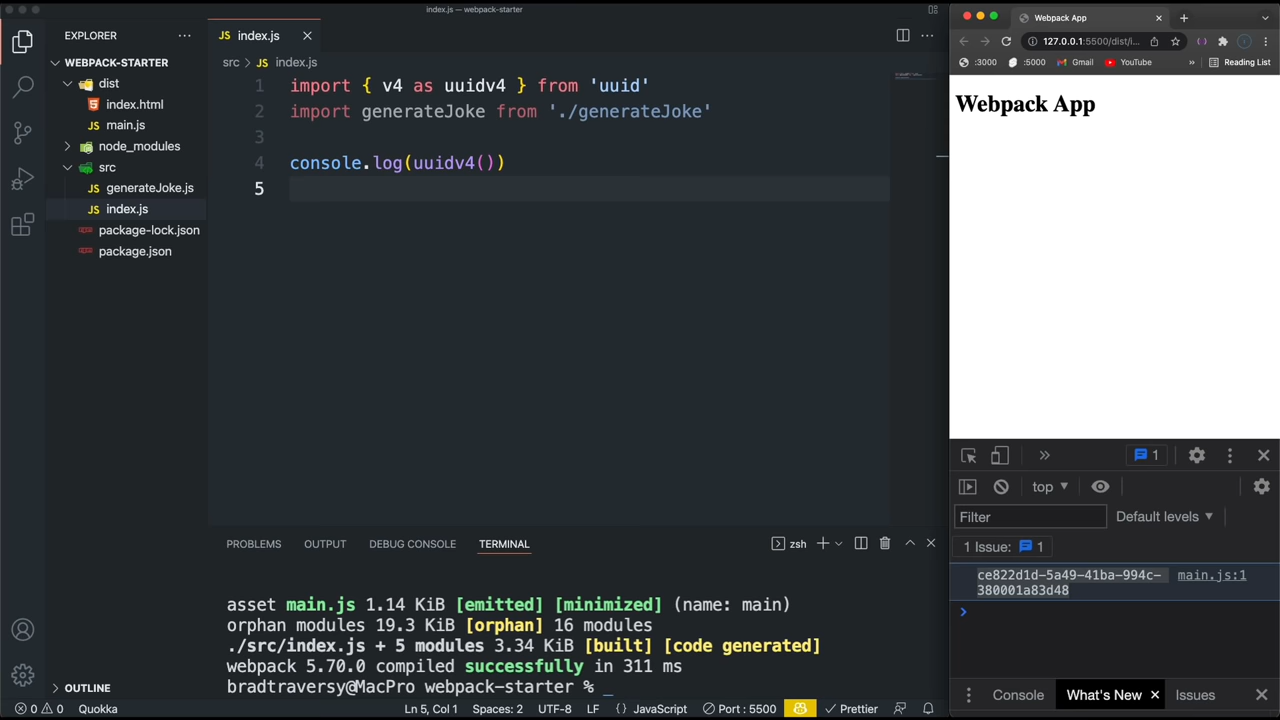 index.js — webpack-starter
EXPLORER
WEBPACK-STARTER
dist
index.html
main.js
node_modules
src
generateJoke.js
index.js
package-lock.json
package.json
OUTLINE
JS index.js
src > JS index.js
1 import { v4 as uuidv4 } from 'uuid'
2 import generateJoke from './generateJoke'
3
4 console.log(uuidv4())
5
PROBLEMS OUTPUT DEBUG CONSOLE TERMINAL zsh
asset main.js 1.14 KiB [emitted] [minimized] (name: main)
orphan modules 19.3 KiB [orphan] 16 modules
./src/index.js + 5 modules 3.34 KiB [built] [code generated]
webpack 5.70.0 compiled successfully in 311 ms
bradtraversy@MacPro webpack-starter %
0 0 Quokka Ln 5, Col 1 Spaces: 2 UTF-8 LF {} JavaScript Port : 5500 Prettier
Webpack App
127.0.0.1:5500/dist/i...
:3000 :5000 Gmail YouTube » Reading List
Webpack App
1
top
Filter Default levels
1 Issue: 1
ce822d1d-5a49-41ba-994c- main.js:1
380001a83d48
Console What's New Issues